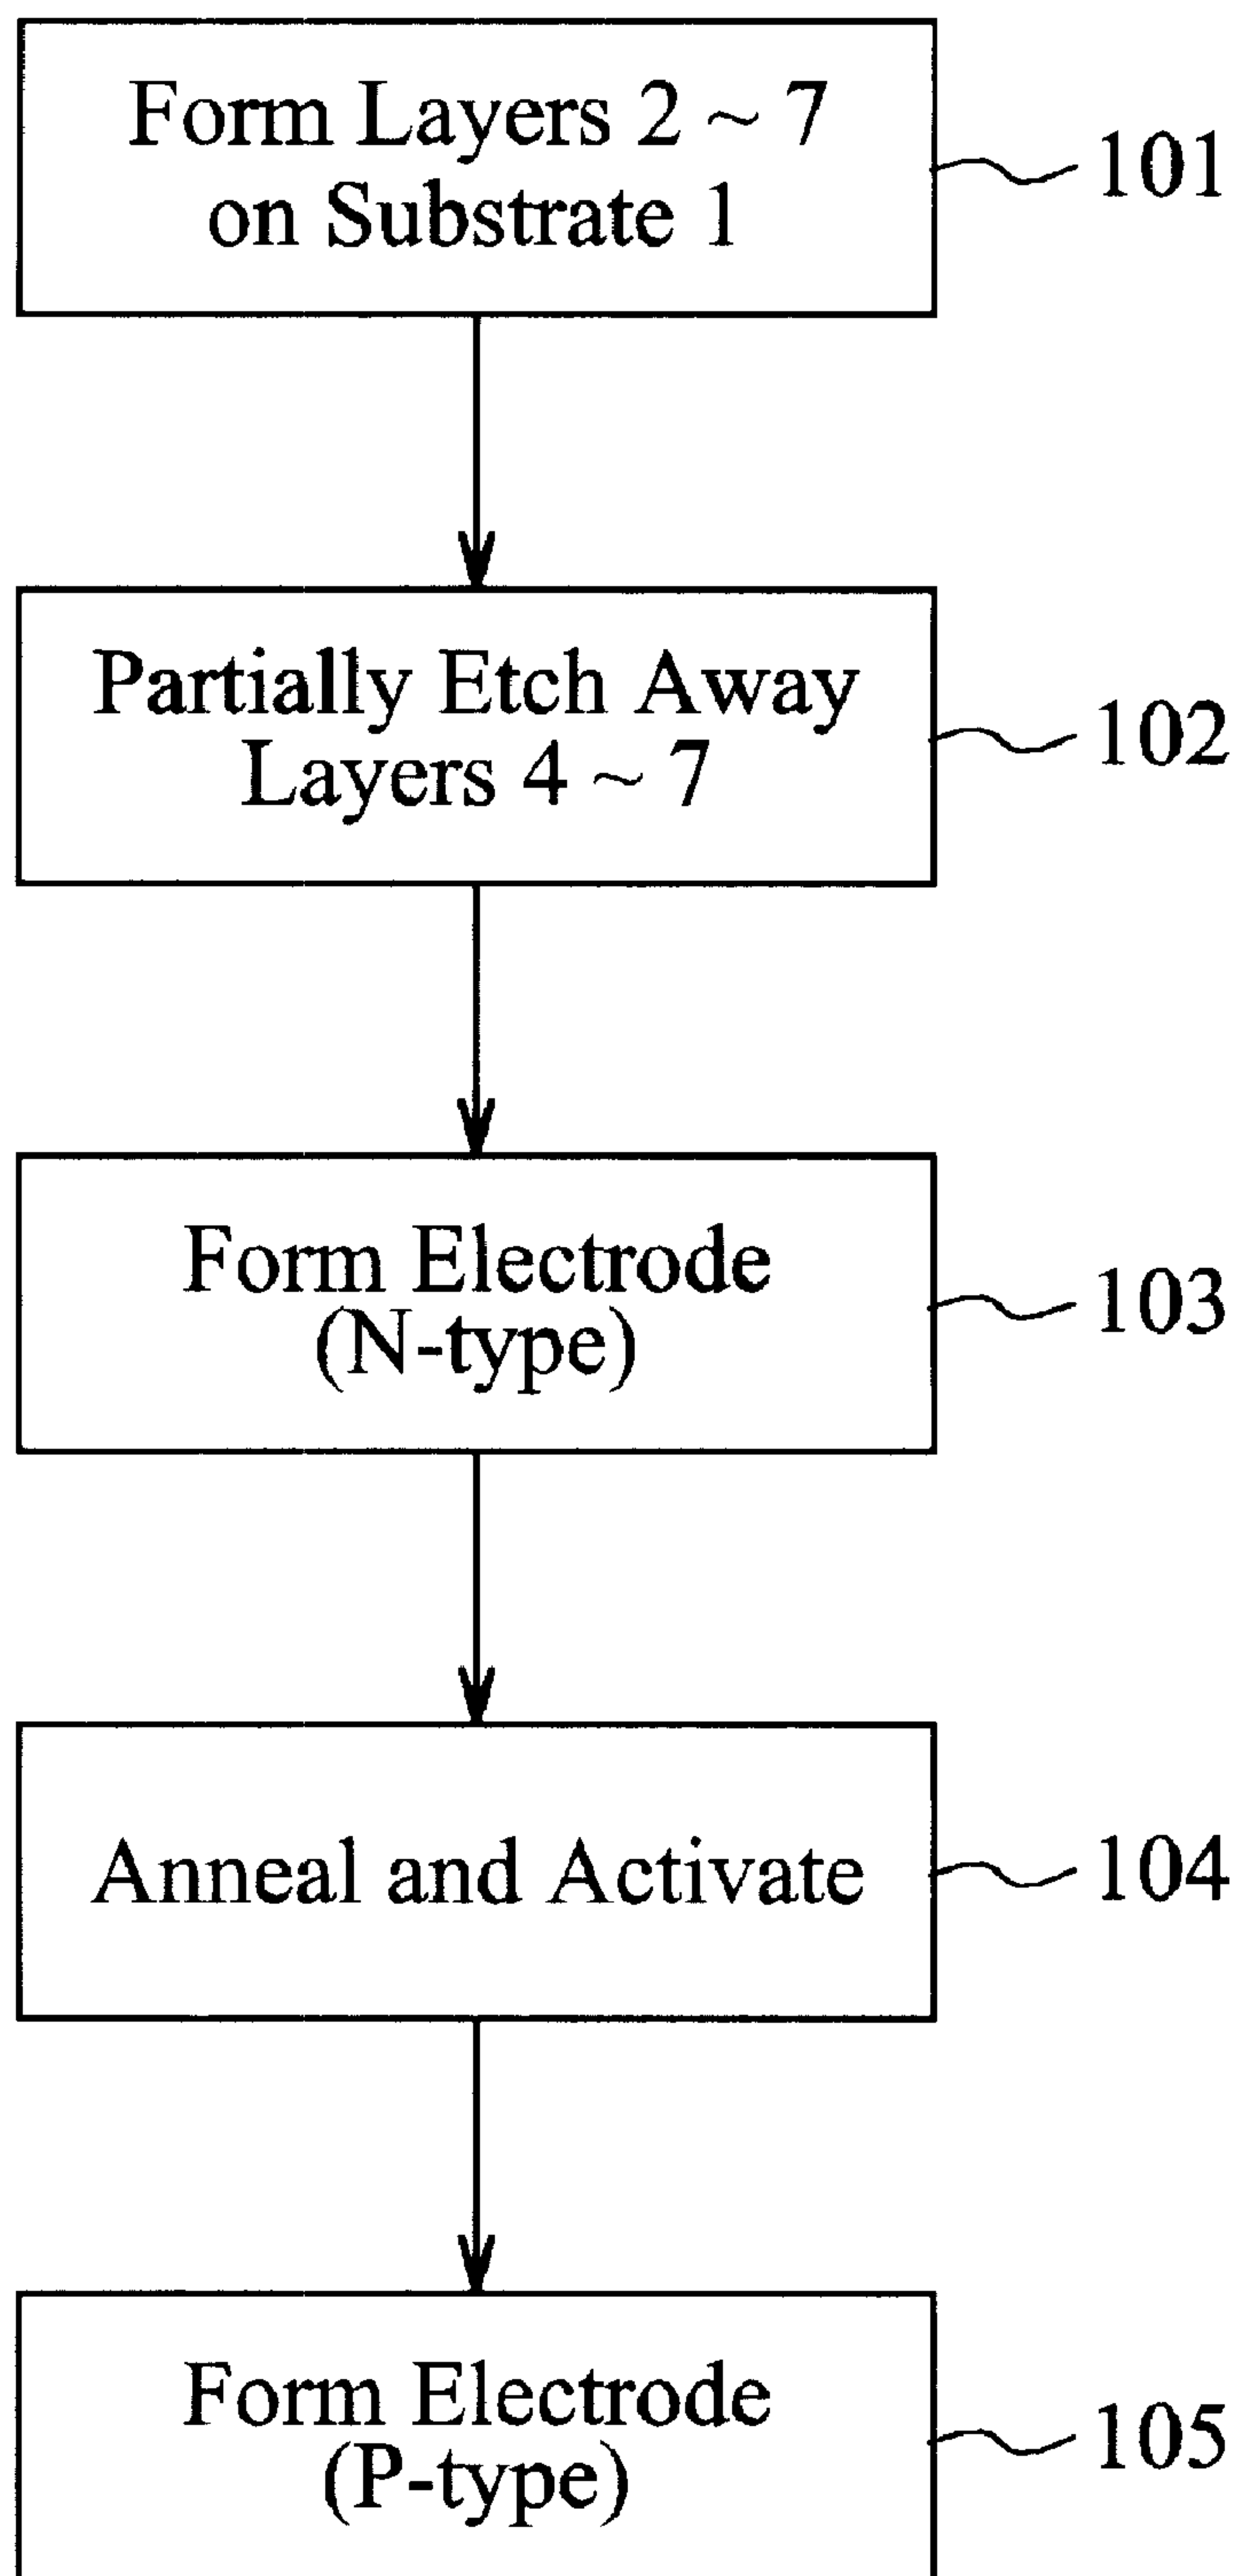 Form Layers 2 ~ 7
on Substrate 1
101
Partially Etch Away
Layers 4 ~ 7
102
Form Electrode
(N-type)
103
Anneal and Activate
104
Form Electrode
(P-type)
105